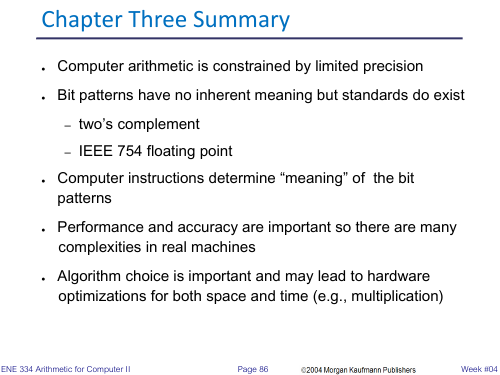 Chapter Three Summary
• Computer arithmetic is constrained by limited precision
• Bit patterns have no inherent meaning but standards do exist
– two’s complement
– IEEE 754 floating point
• Computer instructions determine “meaning” of the bit
patterns
• Performance and accuracy are important so there are many
complexities in real machines
• Algorithm choice is important and may lead to hardware
optimizations for both space and time (e.g., multiplication)
ENE 334 Arithmetic for Computer II Page 86 ©2004 Morgan Kaufmann Publishers Week #04